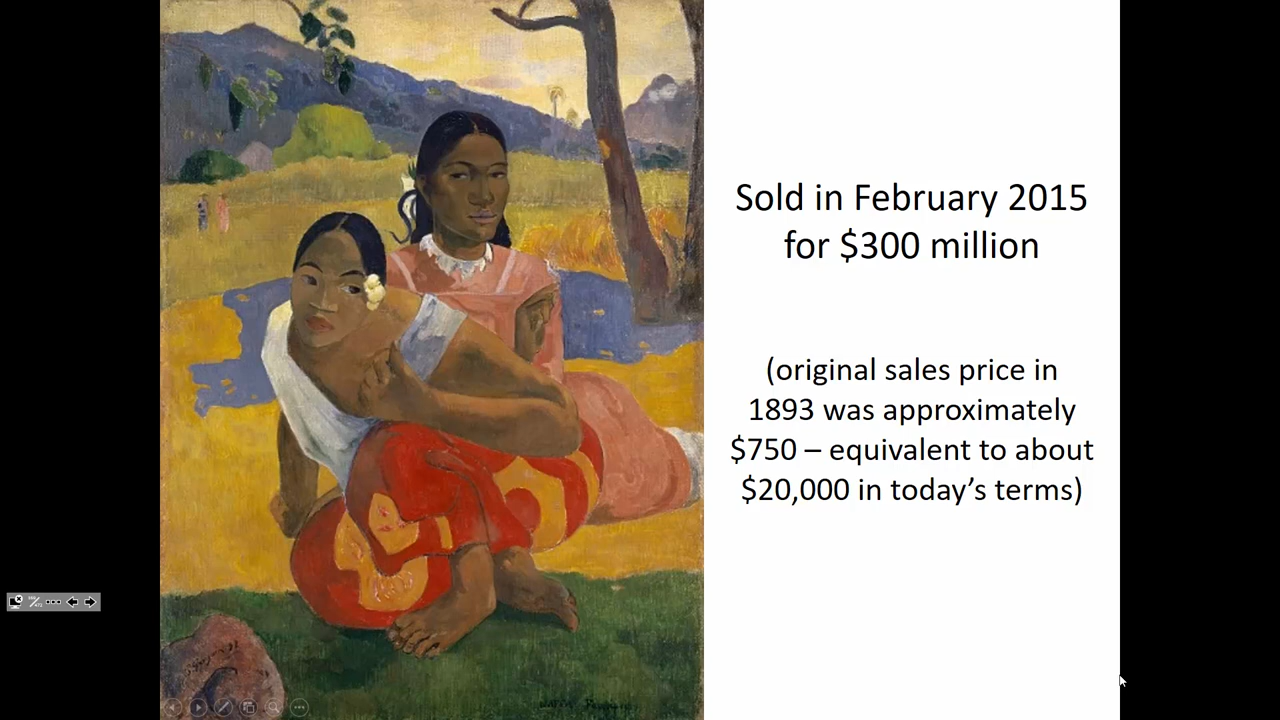 Sold in February 2015
for $300 million
(original sales price in
1893 was approximately
$750 – equivalent to about
$20,000 in today’s terms)